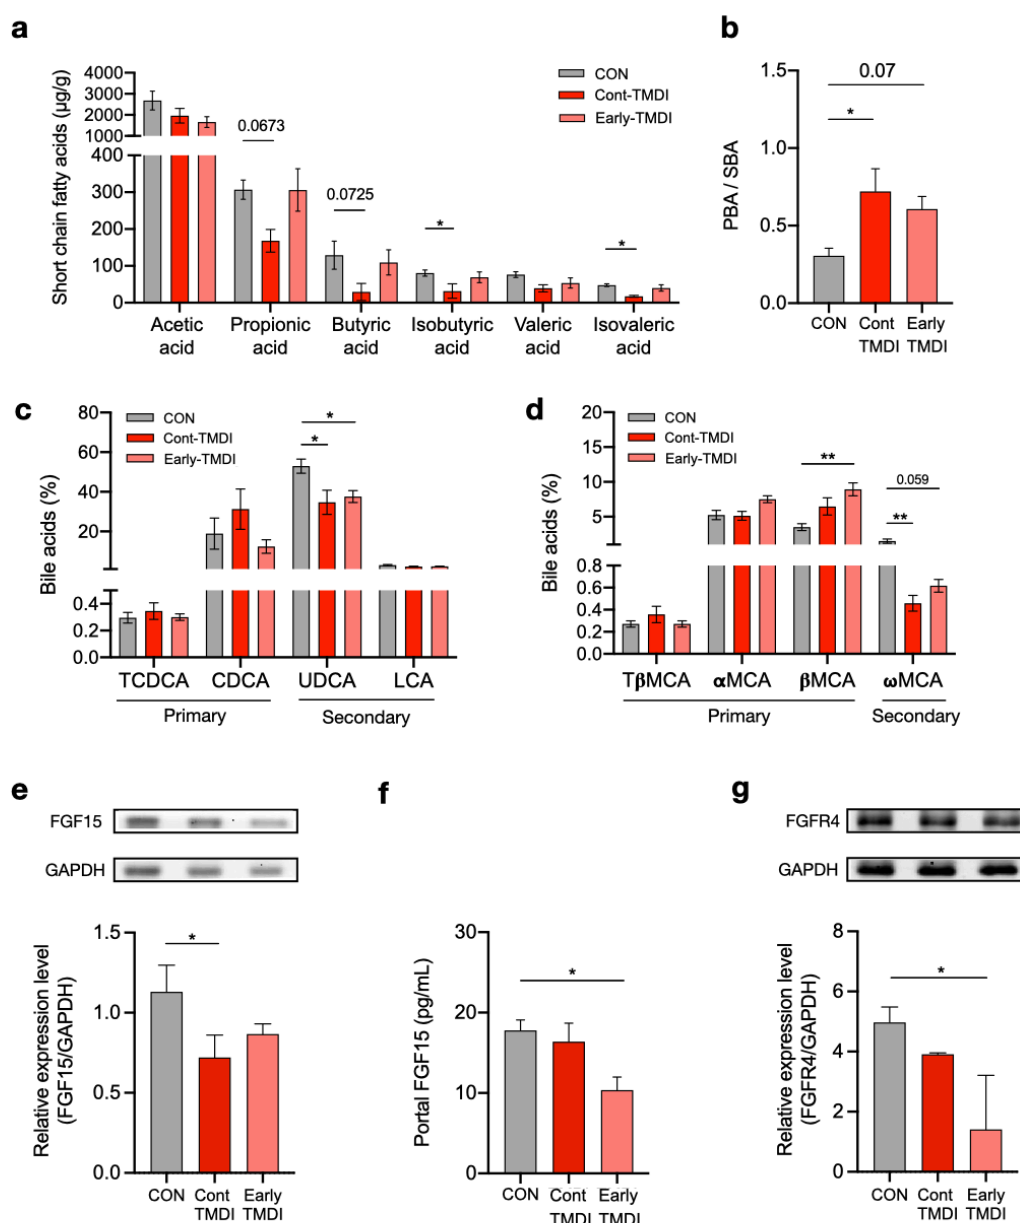 a
Short chain fatty acids (µg/g)
4000
3000
2000
1000
400
300
200
100
0
0.0673
0.0725
*
*
CON
Cont-TMDI
Early-TMDI
Acetic acid
Propionic acid
Butyric acid
Isobutyric acid
Valeric acid
Isovaleric acid
b
PBA / SBA
1.5
1.0
0.5
0.0
0.07
*
CON
Cont TMDI
Early TMDI
c
Bile acids (%)
80
60
40
20
0.4
0.2
0.0
CON
Cont-TMDI
Early-TMDI
*
*
TCDCA
CDCA
UDCA
LCA
Primary
Secondary
d
Bile acids (%)
20
15
10
5
0.8
0.6
0.4
0.2
0.0
CON
Cont-TMDI
Early-TMDI
**
0.059
**
TβMCA
αMCA
βMCA
ωMCA
Primary
Secondary
e
FGF15
GAPDH
Relative expression level
(FGF15/GAPDH)
1.5
1.0
0.5
0.0
*
CON
Cont TMDI
Early TMDI
f
Portal FGF15 (pg/mL)
30
20
10
0
*
CON
Cont TMDI
Early TMDI
g
FGFR4
GAPDH
Relative expression level
(FGFR4/GAPDH)
8
6
4
2
0
*
CON
Cont TMDI
Early TMDI